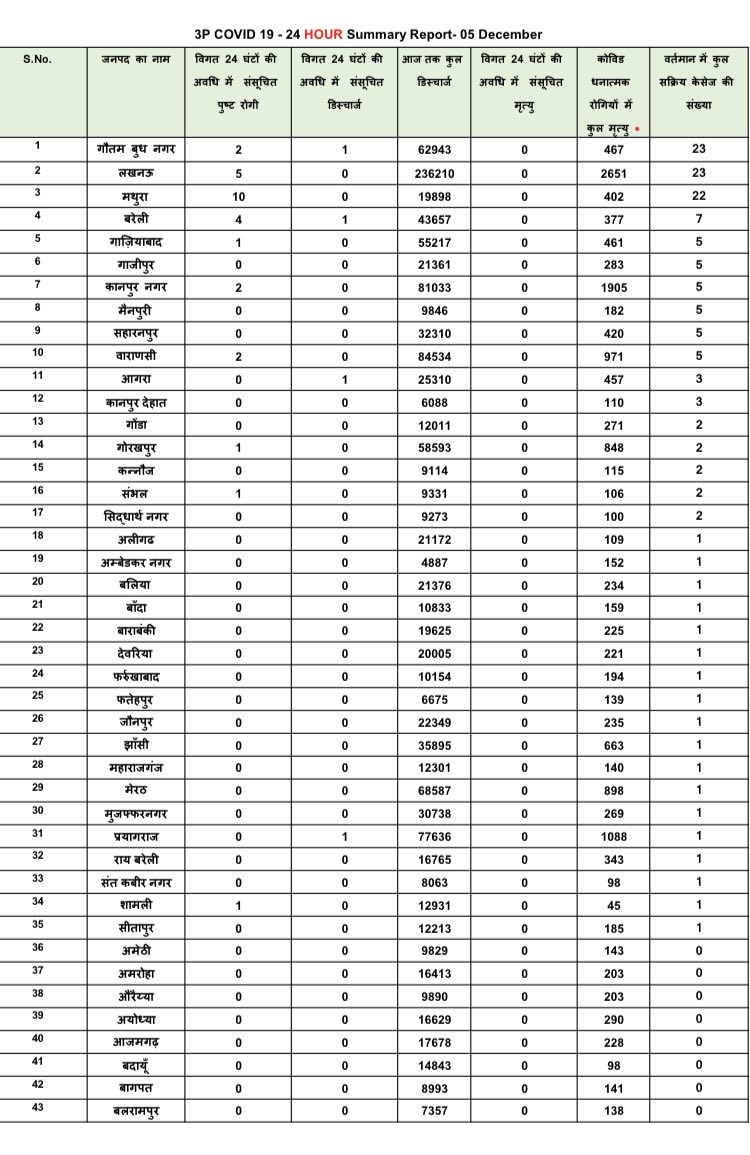 3P COVID 19 - 24 HOUR Summary Report- 05 December
S.No. जनपद का नाम विगत 24 घंटों की अवधि में संसूचित पुष्ट रोगी विगत 24 घंटों की अवधि में संसूचित डिस्चार्ज आज तक कुल डिस्चार्ज विगत 24 घंटों की अवधि में संसूचित मृत्यु कोविड धनात्मक रोगियों में कुल मृत्यु वर्तमान में कुल सक्रिय केसेज की संख्या
1 गौतम बुध नगर 2 1 62943 0 467 23
2 लखनऊ 5 0 236210 0 2651 23
3 मथुरा 10 0 19898 0 402 22
4 बरेली 4 1 43657 0 377 7
5 गाज़ियाबाद 1 0 55217 0 461 5
6 गाजीपुर 0 0 21361 0 283 5
7 कानपुर नगर 2 0 81033 0 1905 5
8 मैनपुरी 0 0 9846 0 182 5
9 सहारनपुर 0 0 32310 0 420 5
10 वाराणसी 2 0 84534 0 971 5
11 आगरा 0 1 25310 0 457 3
12 कानपुर देहात 0 0 6088 0 110 3
13 गोंडा 0 0 12011 0 271 2
14 गोरखपुर 1 0 58593 0 848 2
15 कन्नौज 0 0 9114 0 115 2
16 संभल 1 0 9331 0 106 2
17 सिद्धार्थ नगर 0 0 9273 0 100 2
18 अलीगढ 0 0 21172 0 109 1
19 अम्बेडकर नगर 0 0 4887 0 152 1
20 बलिया 0 0 21376 0 234 1
21 बाँदा 0 0 10833 0 159 1
22 बाराबंकी 0 0 19625 0 225 1
23 देवरिया 0 0 20005 0 221 1
24 फर्रुखाबाद 0 0 10154 0 194 1
25 फतेहपुर 0 0 6675 0 139 1
26 जौनपुर 0 0 22349 0 235 1
27 झाँसी 0 0 35895 0 663 1
28 महाराजगंज 0 0 12301 0 140 1
29 मेरठ 0 0 68587 0 898 1
30 मुजफ्फरनगर 0 0 30738 0 269 1
31 प्रयागराज 0 1 77636 0 1088 1
32 राय बरेली 0 0 16765 0 343 1
33 संत कबीर नगर 0 0 8063 0 98 1
34 शामली 1 0 12931 0 45 1
35 सीतापुर 0 0 12213 0 185 1
36 अमेठी 0 0 9829 0 143 0
37 अमरोहा 0 0 16413 0 203 0
38 औरैय्या 0 0 9890 0 203 0
39 अयोध्या 0 0 16629 0 290 0
40 आजमगढ़ 0 0 17678 0 228 0
41 बदायूँ 0 0 14843 0 98 0
42 बागपत 0 0 8993 0 141 0
43 बलरामपुर 0 0 7357 0 138 0